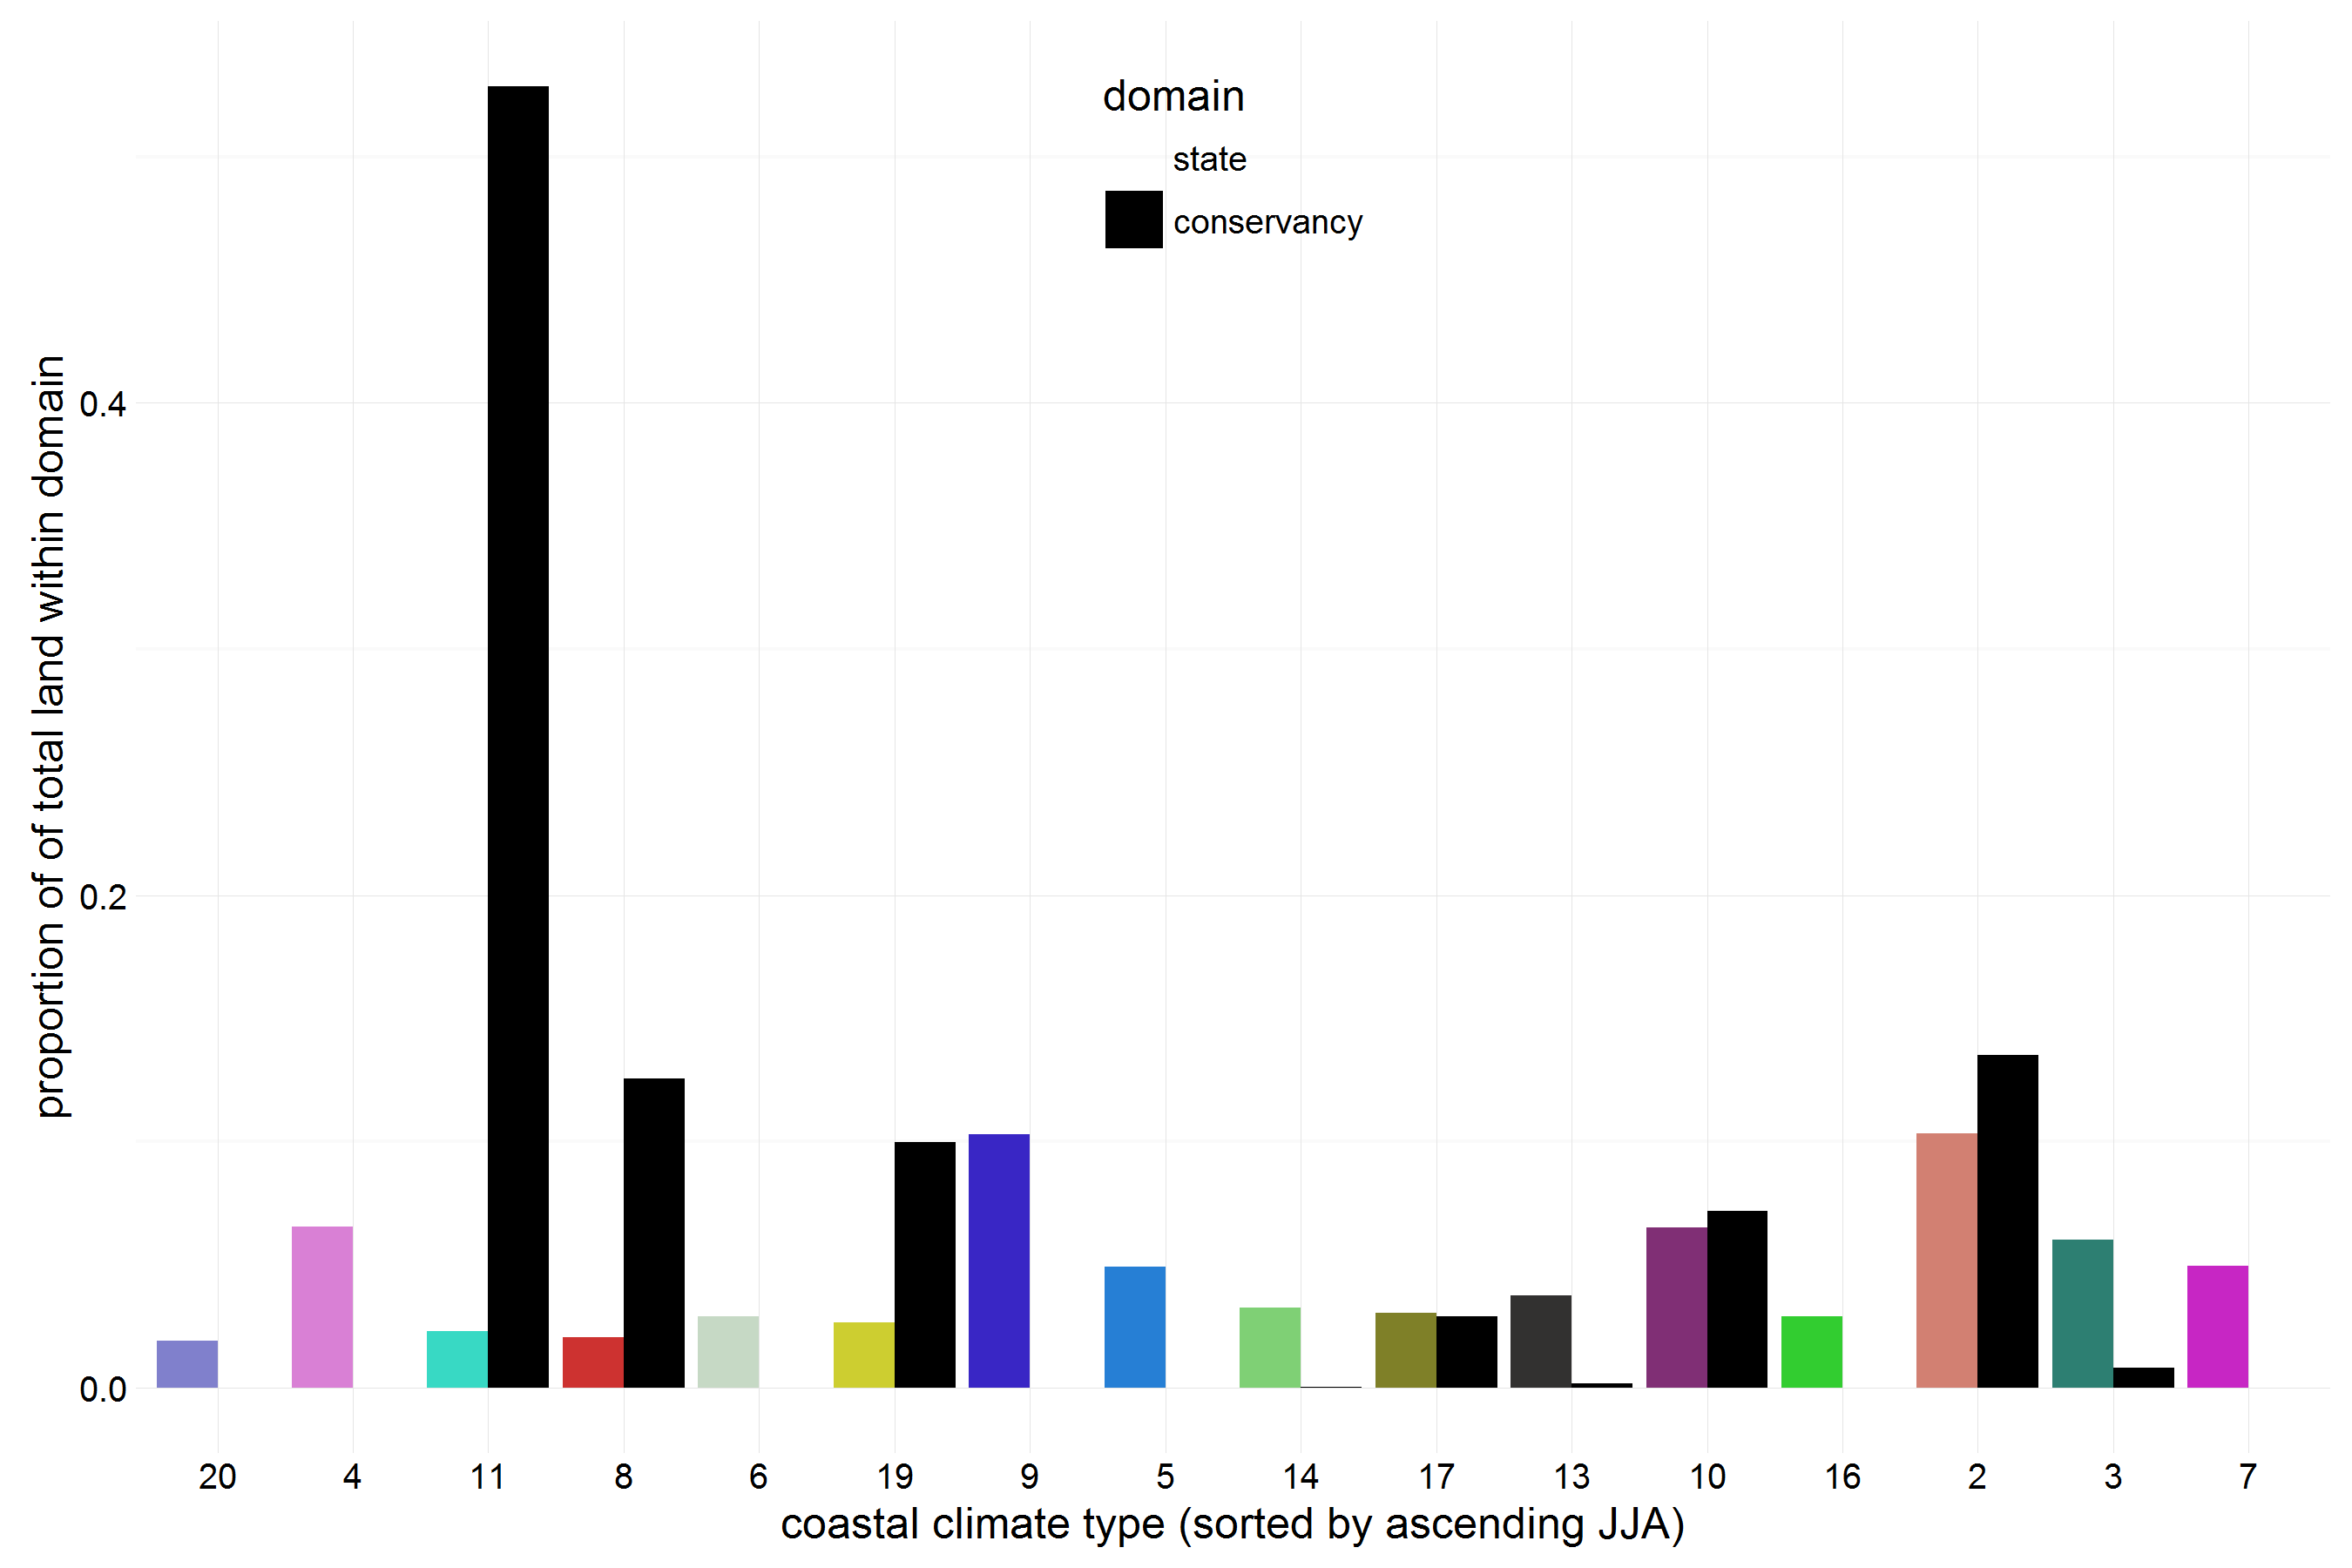 domain
state
conservancy
proportion of of total land within domain
0.4
0.2
0.0
20 4 11 8 6 19 9 5 14 17 13 10 16 2 3 7
coastal climate type (sorted by ascending JJA)